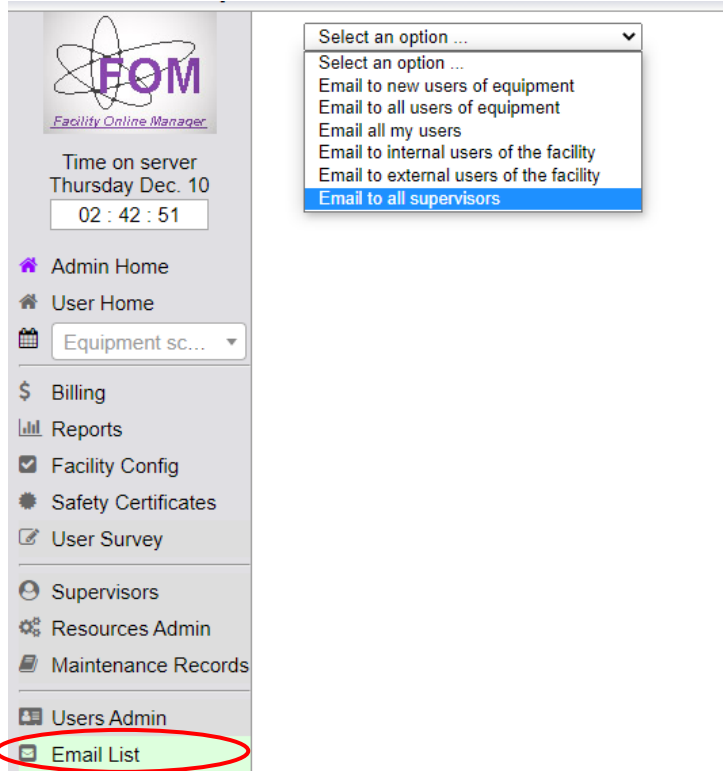 FOM
Facility Online Manager
Time on server
Thursday Dec. 10
02 : 42 : 51
Admin Home
User Home
Equipment sc...
Billing
Reports
Facility Config
Safety Certificates
User Survey
Supervisors
Resources Admin
Maintenance Records
Users Admin
Email List
Select an option ...
Select an option ...
Email to new users of equipment
Email to all users of equipment
Email all my users
Email to internal users of the facility
Email to external users of the facility
Email to all supervisors